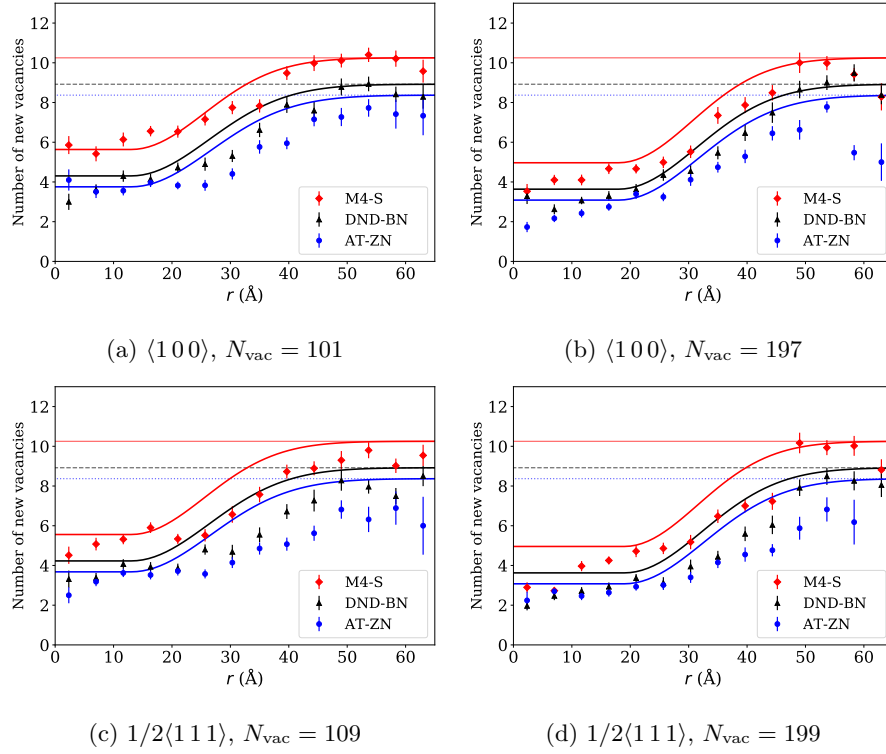 12
10
8
6
4
2
0
Number of new vacancies
M4-S
DND-BN
AT-ZN
0 10 20 30 40 50 60
r (Å)
(a) ⟨1 0 0⟩, Nvac = 101
12
10
8
6
4
2
0
Number of new vacancies
M4-S
DND-BN
AT-ZN
0 10 20 30 40 50 60
r (Å)
(b) ⟨1 0 0⟩, Nvac = 197
12
10
8
6
4
2
0
Number of new vacancies
M4-S
DND-BN
AT-ZN
0 10 20 30 40 50 60
r (Å)
(c) 1/2⟨1 1 1⟩, Nvac = 109
12
10
8
6
4
2
0
Number of new vacancies
M4-S
DND-BN
AT-ZN
0 10 20 30 40 50 60
r (Å)
(d) 1/2⟨1 1 1⟩, Nvac = 199